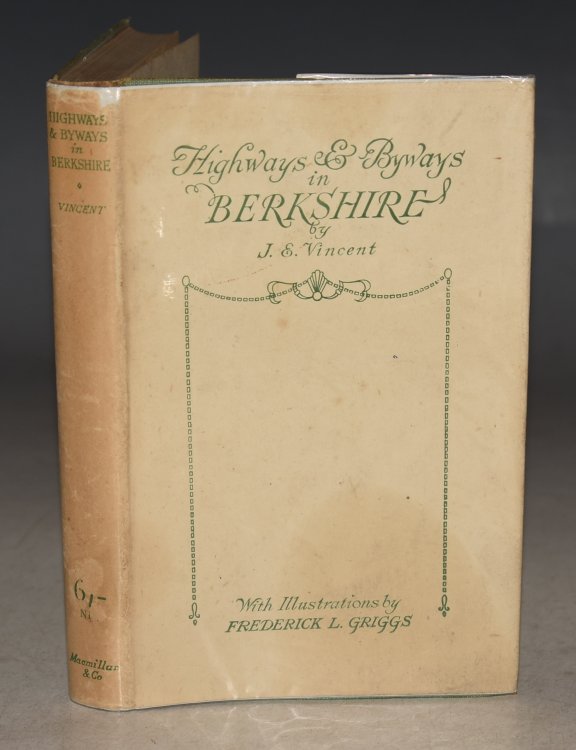 HIGHWAYS
& BYWAYS
in
BERKSHIRE
VINCENT
6/-
Macmillan
& Co
Highways & Byways
in
BERKSHIRE
by
J. E. Vincent
With Illustrations by
FREDERICK L. GRIGGS